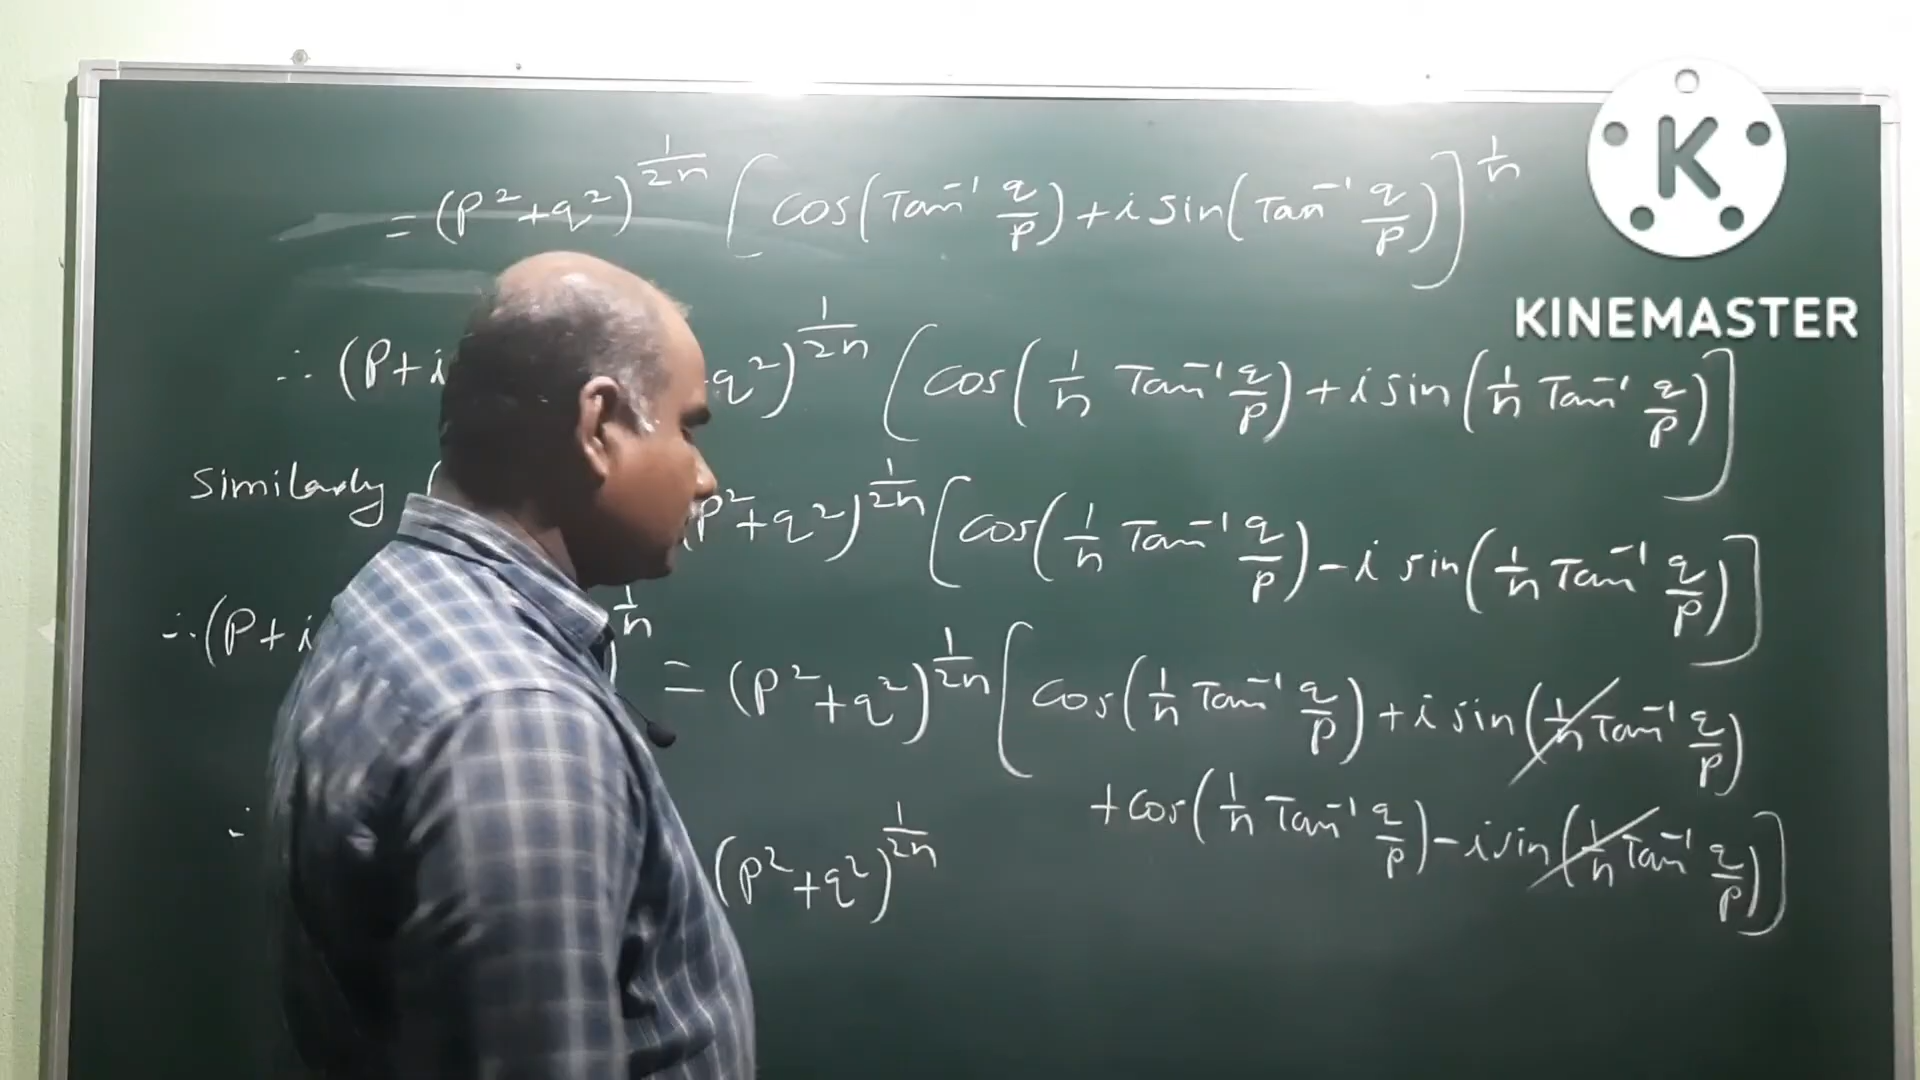 = (p²+q²)^{1/2n} [cos(Tan⁻¹ q/p) + i sin(Tan⁻¹ q/p)]^{1/n}
K
KINEMASTER
∴ (p+i q²)^{1/2n} [cos(1/n Tan⁻¹ q/p) + i sin(1/n Tan⁻¹ q/p)]
Similarly ( p²+q²)^{1/2n} [cos(1/n Tan⁻¹ q/p) - i sin(1/n Tan⁻¹ q/p)]
∴ (p+i )^{1/n} = (p²+q²)^{1/2n} [cos(1/n Tan⁻¹ q/p) + i sin(1/n Tan⁻¹ q/p)
+ cos(1/n Tan⁻¹ q/p) - i sin(1/n Tan⁻¹ q/p)]
(p²+q²)^{1/2n}